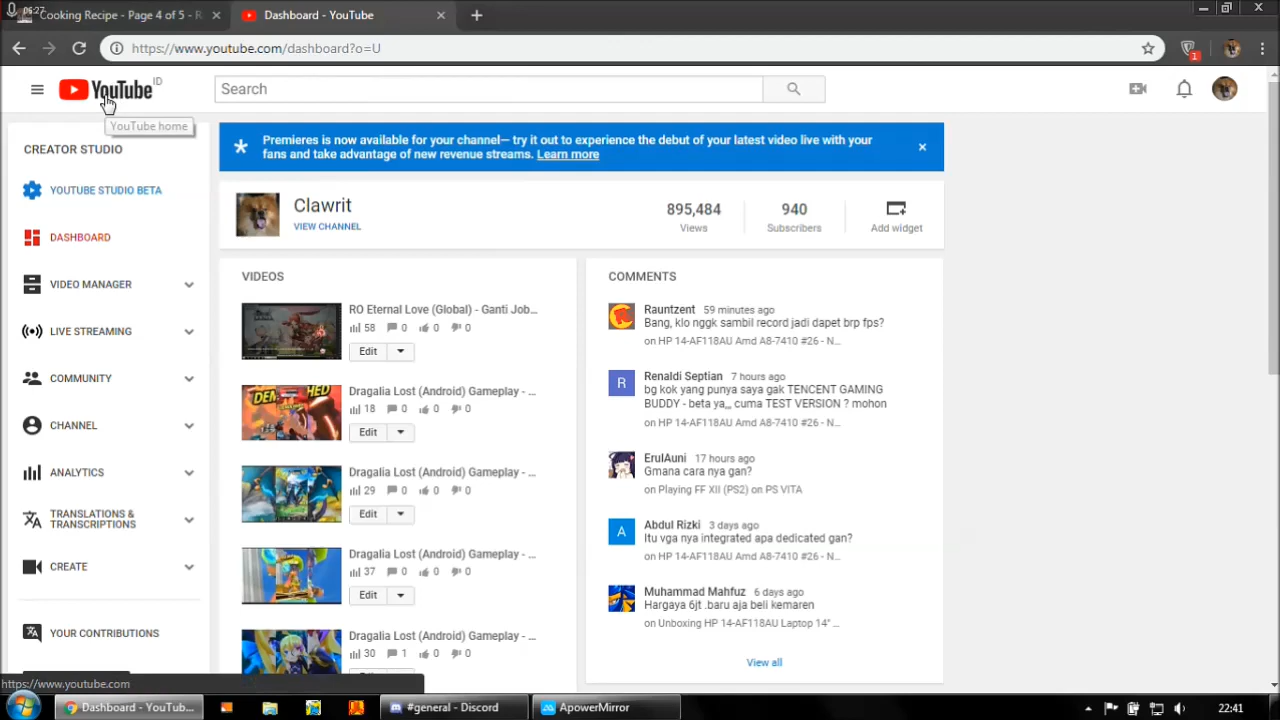 05:27
Cooking Recipe - Page 4 of 5 - R
Dashboard - YouTube
https://www.youtube.com/dashboard?o=U
1
YouTube ID
Search
YouTube home
CREATOR STUDIO
YOUTUBE STUDIO BETA
DASHBOARD
VIDEO MANAGER
LIVE STREAMING
COMMUNITY
CHANNEL
ANALYTICS
TRANSLATIONS &
TRANSCRIPTIONS
CREATE
YOUR CONTRIBUTIONS
Premieres is now available for your channel— try it out to experience the debut of your latest video live with your
fans and take advantage of new revenue streams. Learn more
Clawrit
VIEW CHANNEL
895,484
Views
940
Subscribers
Add widget
VIDEOS
RO Eternal Love (Global) - Ganti Job...
58 0 0 0
Edit
Dragalia Lost (Android) Gameplay - ...
18 0 0 0
Edit
Dragalia Lost (Android) Gameplay - ...
29 0 0 0
Edit
Dragalia Lost (Android) Gameplay - ...
37 0 0 0
Edit
Dragalia Lost (Android) Gameplay - ...
30 1 0 0
COMMENTS
Rauntzent 59 minutes ago
Bang, klo nggk sambil record jadi dapet brp fps?
on HP 14-AF118AU Amd A8-7410 #26 - N...
R
Renaldi Septian 7 hours ago
bg kok yang punya saya gak TENCENT GAMING
BUDDY - beta ya,,, cuma TEST VERSION ? mohon
on HP 14-AF118AU Amd A8-7410 #26 - N...
ErulAuni 17 hours ago
Gmana cara nya gan?
on Playing FF XII (PS2) on PS VITA
A
Abdul Rizki 3 days ago
Itu vga nya integrated apa dedicated gan?
on HP 14-AF118AU Amd A8-7410 #26 - N...
Muhammad Mahfuz 6 days ago
Hargaya 6jt .baru aja beli kemaren
on Unboxing HP 14-AF118AU Laptop 14" ...
View all
https://www.youtube.com
Dashboard - YouTub...
#general - Discord
ApowerMirror
22:41